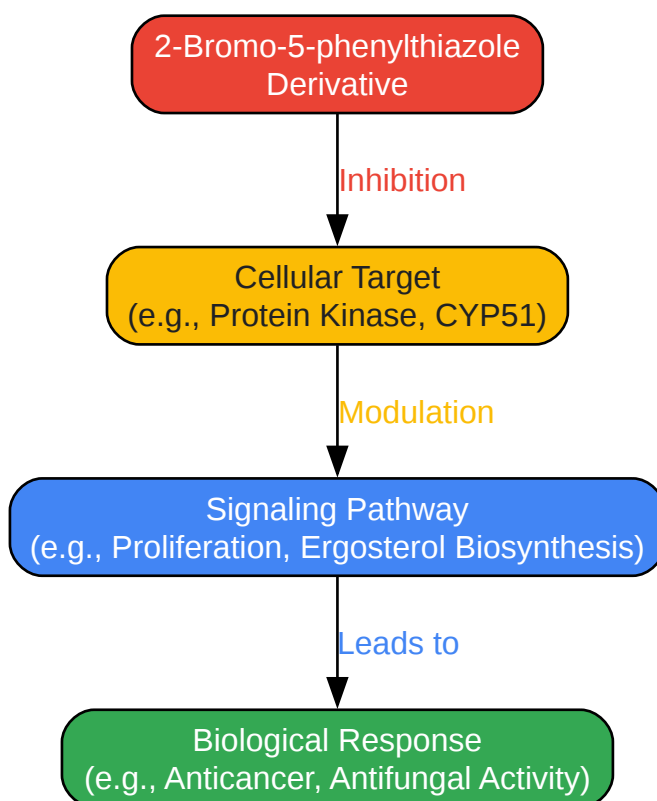 2-Bromo-5-phenylthiazole
Derivative
Inhibition
Cellular Target
(e.g., Protein Kinase, CYP51)
Modulation
Signaling Pathway
(e.g., Proliferation, Ergosterol Biosynthesis)
Leads to
Biological Response
(e.g., Anticancer, Antifungal Activity)